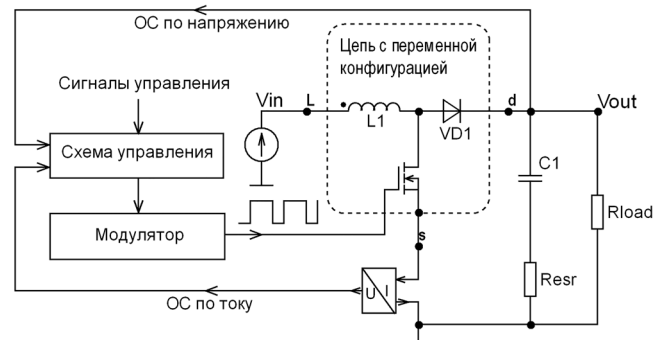 ОС по напряжению
Цепь с переменной
конфигурацией
Сигналы управления
Vin
L
L1
VD1
d
Vout
Схема управления
C1
Rload
Модулятор
s
U
I
Resr
ОС по току